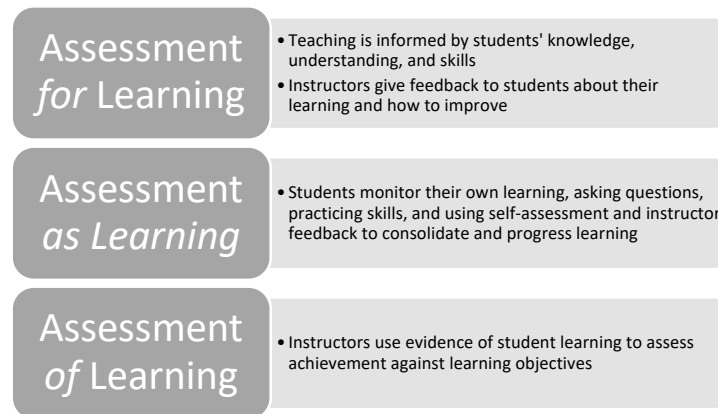 Assessment
for Learning
• Teaching is informed by students' knowledge,
understanding, and skills
• Instructors give feedback to students about their
learning and how to improve
Assessment
as Learning
• Students monitor their own learning, asking questions,
practicing skills, and using self-assessment and instructor
feedback to consolidate and progress learning
Assessment
of Learning
• Instructors use evidence of student learning to assess
achievement against learning objectives